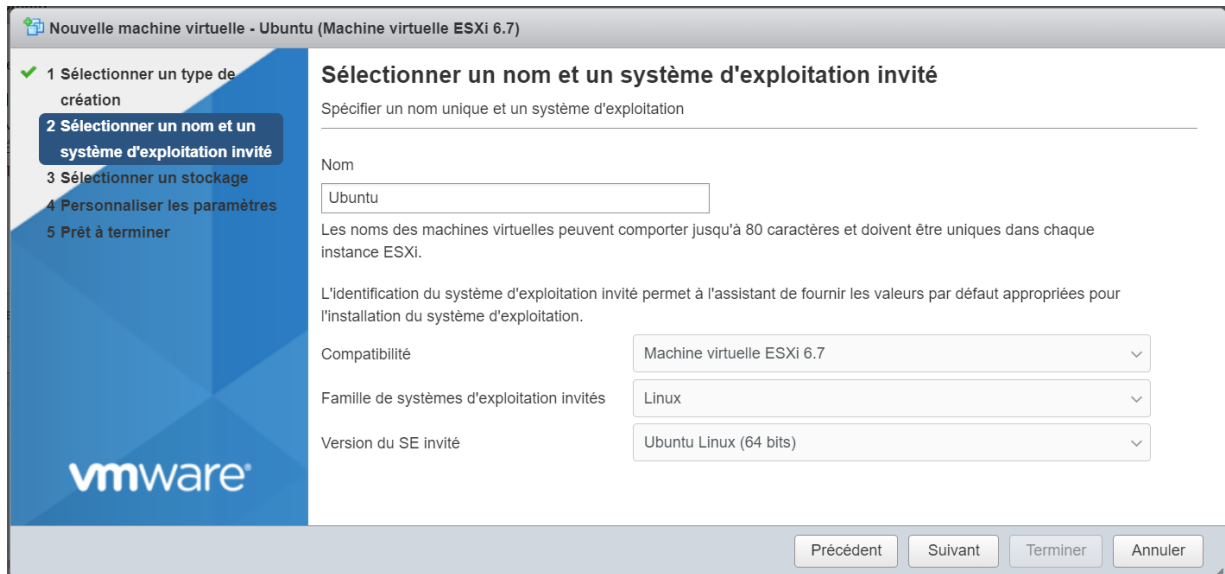 Nouvelle machine virtuelle - Ubuntu (Machine virtuelle ESXi 6.7)
1 Sélectionner un type de
création
2 Sélectionner un nom et un
système d'exploitation invité
3 Sélectionner un stockage
4 Personnaliser les paramètres
5 Prêt à terminer
vmware
Sélectionner un nom et un système d'exploitation invité
Spécifier un nom unique et un système d'exploitation
Nom
Ubuntu
Les noms des machines virtuelles peuvent comporter jusqu'à 80 caractères et doivent être uniques dans chaque
instance ESXi.
L'identification du système d'exploitation invité permet à l'assistant de fournir les valeurs par défaut appropriées pour
l'installation du système d'exploitation.
Compatibilité Machine virtuelle ESXi 6.7
Famille de systèmes d'exploitation invités Linux
Version du SE invité Ubuntu Linux (64 bits)
Précédent Suivant Terminer Annuler